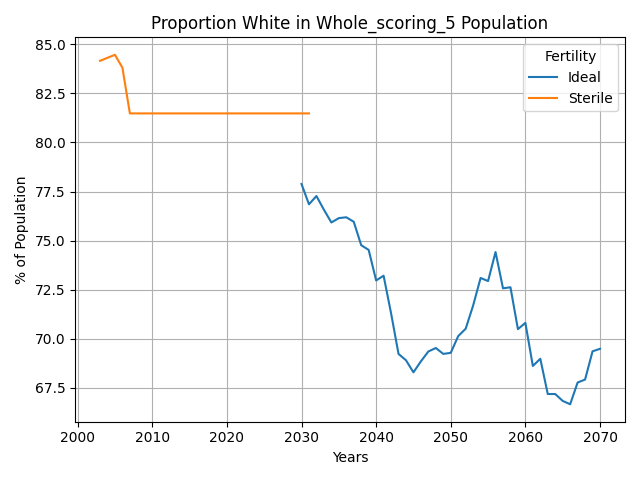 Proportion White in Whole_scoring_5 Population
85.0
82.5
80.0
77.5
75.0
72.5
70.0
67.5
% of Population
Fertility
Ideal
Sterile
2000 2010 2020 2030 2040 2050 2060 2070
Years